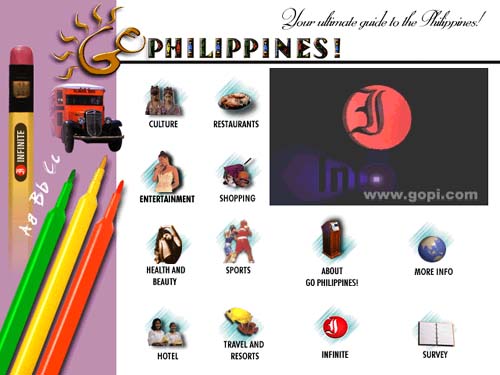 Your ultimate guide to the Philippines!
GO PHILIPPINES!
INFINITE
Aa Bb Cc
CULTURE
RESTAURANTS
ENTERTAINMENT
SHOPPING
www.gopi.com
HEALTH AND
BEAUTY
SPORTS
ABOUT
GO PHILIPPINES!
MORE INFO
HOTEL
TRAVEL AND
RESORTS
INFINITE
SURVEY